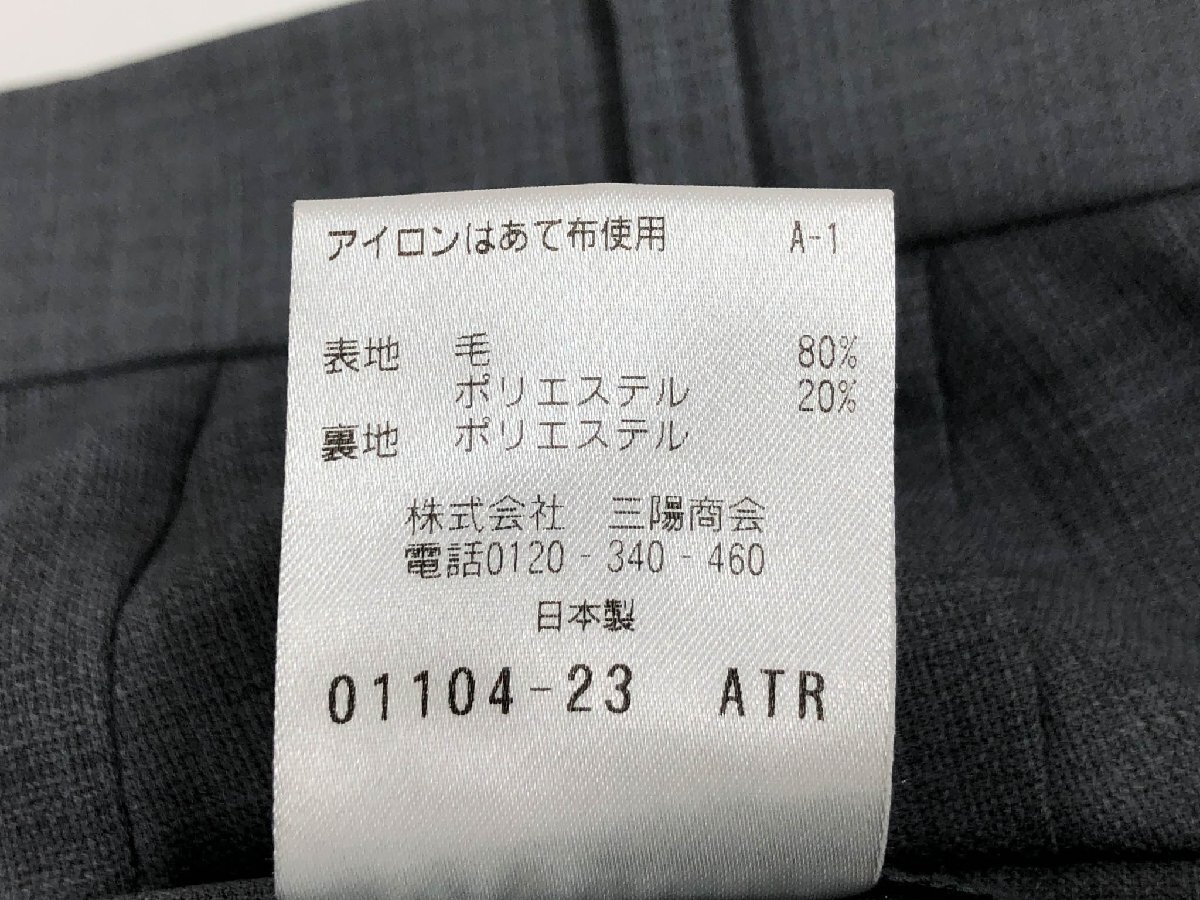 アイロンはあて布使用 A-1
表地 毛 80%
ポリエステル 20%
裏地 ポリエステル
株式会社 三陽商会
電話0120-340-460
日本製
01104-23 ATR